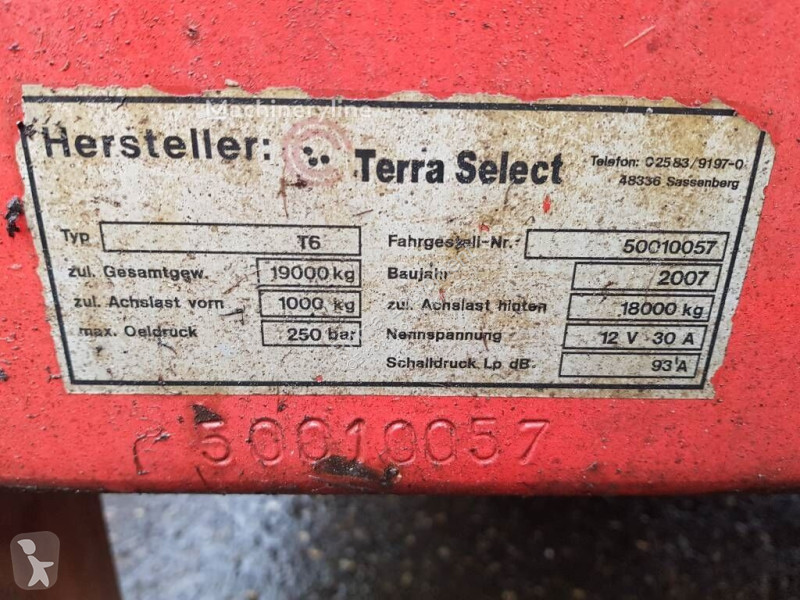 Machineryline
Hersteller: Terra Select
Telefon: 02583/9197-0
48336 Sassenberg
Typ T6
Fahrgestell-Nr. 50010057
zul. Gesamtgew. 19000 kg
Baujahr 2007
zul. Achslast vorn 1000 kg
zul. Achslast hinten 18000 kg
max. Oeldruck 250 bar
Nennspannung 12 V 30 A
Schalldruck Lp dB 93 A
50010057